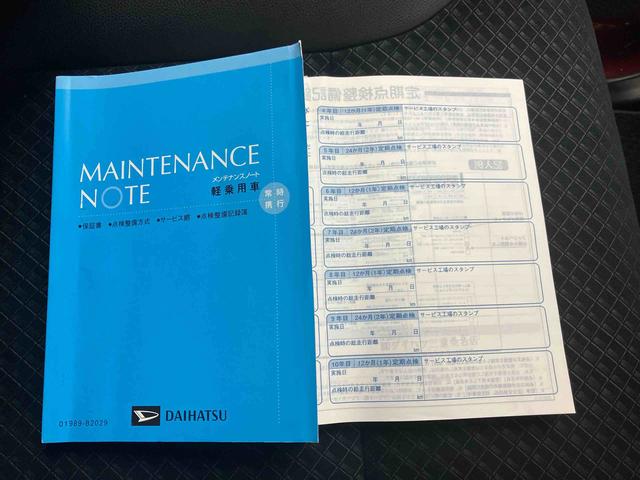 MAINTENANCE
NOTE
メンテナンスノート
軽乗用車
常時
携行
●保証書 ●点検整備方式 ●サービス網 ●点検整備記録簿
DAIHATSU
01989-B2029
定期点検整備記
4年目 12か月(1年)定期点検 サービス工場のスタンプ
実施日
年 月 日
点検時の総走行距離
km
5年目 24か月(2年)定期点検 サービス工場のスタンプ
実施日
年 月 日
点検時の総走行距離
km
6年目 12か月(1年)定期点検 サービス工場のスタンプ
実施日
年 月 日
点検時の総走行距離
km
7年目 24か月(2年)定期点検 サービス工場のスタンプ
実施日
年 月 日
点検時の総走行距離
km
8年目 12か月(1年)定期点検 サービス工場のスタンプ
実施日
年 月 日
点検時の総走行距離
km
9年目 24か月(2年)定期点検 サービス工場のスタンプ
実施日
年 月 日
点検時の総走行距離
km
10年目 12か月(1年)定期点検 サービス工場のスタンプ
実施日
年 月 日
点検時の総走行距離
km